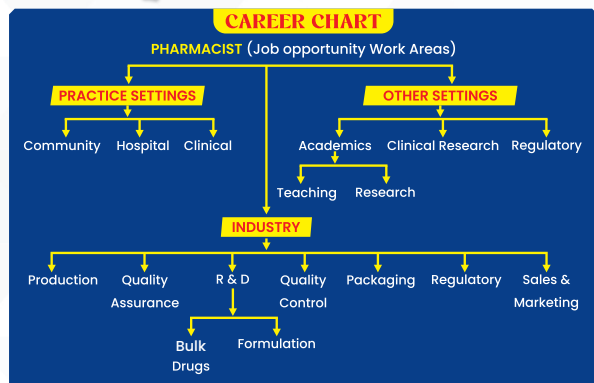 CAREER CHART
PHARMACIST (Job opportunity Work Areas)
PRACTICE SETTINGS
OTHER SETTINGS
Community
Hospital
Clinical
Academics
Clinical Research
Regulatory
Teaching
Research
INDUSTRY
Production
Quality
Assurance
R & D
Quality
Control
Packaging
Regulatory
Sales &
Marketing
Bulk
Drugs
Formulation